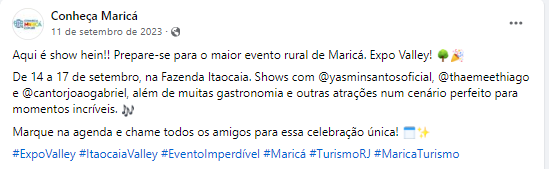 Conheça Maricá
11 de setembro de 2023 ·
Aqui é show hein!! Prepare-se para o maior evento rural de Maricá. Expo Valley! 🌳🎉
De 14 a 17 de setembro, na Fazenda Itaocaia. Shows com @yasminsantosoficial, @thaemeethiago
e @cantorjoaogabriel, além de muitas gastronomia e outras atrações num cenário perfeito para
momentos incríveis. 🎶
Marque na agenda e chame todos os amigos para essa celebração única! 🗓️✨
#ExpoValley #ItaocaiaValley #EventoImperdível #Maricá #TurismoRJ #MaricaTurismo